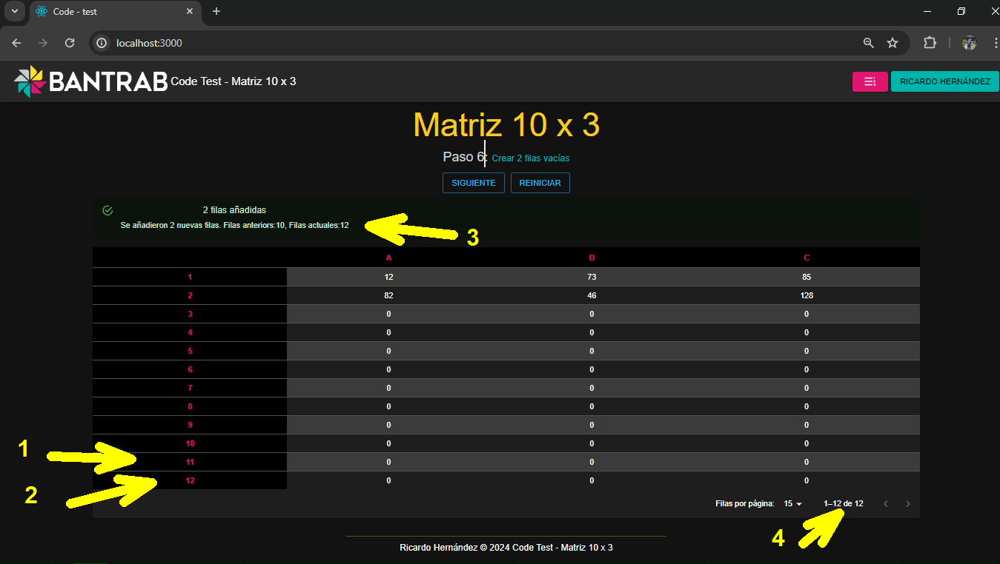 Code - test
localhost:3000
BANTRAB Code Test - Matriz 10 x 3
RICARDO HERNÁNDEZ
Matriz 10 x 3
Paso 6: Crear 2 filas vacías
SIGUIENTE REINICIAR
2 filas añadidas
Se añadieron 2 nuevas filas. Filas anteriors:10, Filas actuales:12
3
A B C
1 12 73 85
2 82 46 128
3 0 0 0
4 0 0 0
5 0 0 0
6 0 0 0
7 0 0 0
8 0 0 0
9 0 0 0
10 0 0 0
1
11 0 0 0
2
12 0 0 0
Filas por página: 15 1–12 de 12
4
Ricardo Hernández © 2024 Code Test - Matriz 10 x 3